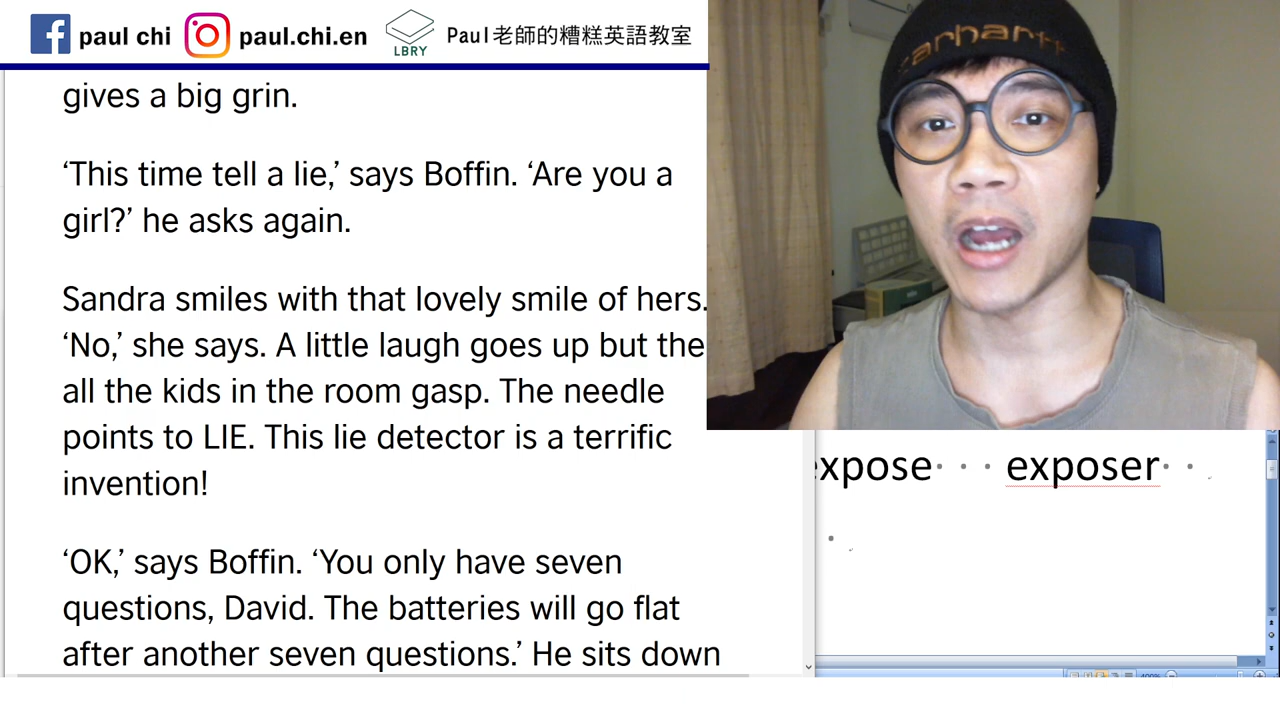 paul chi paul.chi.en LBRY Paul老師的糟糕英語教室
carhartt
gives a big grin.
‘This time tell a lie,’ says Boffin. ‘Are you a
girl?’ he asks again.
Sandra smiles with that lovely smile of hers.
‘No,’ she says. A little laugh goes up but the
all the kids in the room gasp. The needle
points to LIE. This lie detector is a terrific
invention!
‘OK,’ says Boffin. ‘You only have seven
questions, David. The batteries will go flat
after another seven questions.’ He sits down
expose exposer